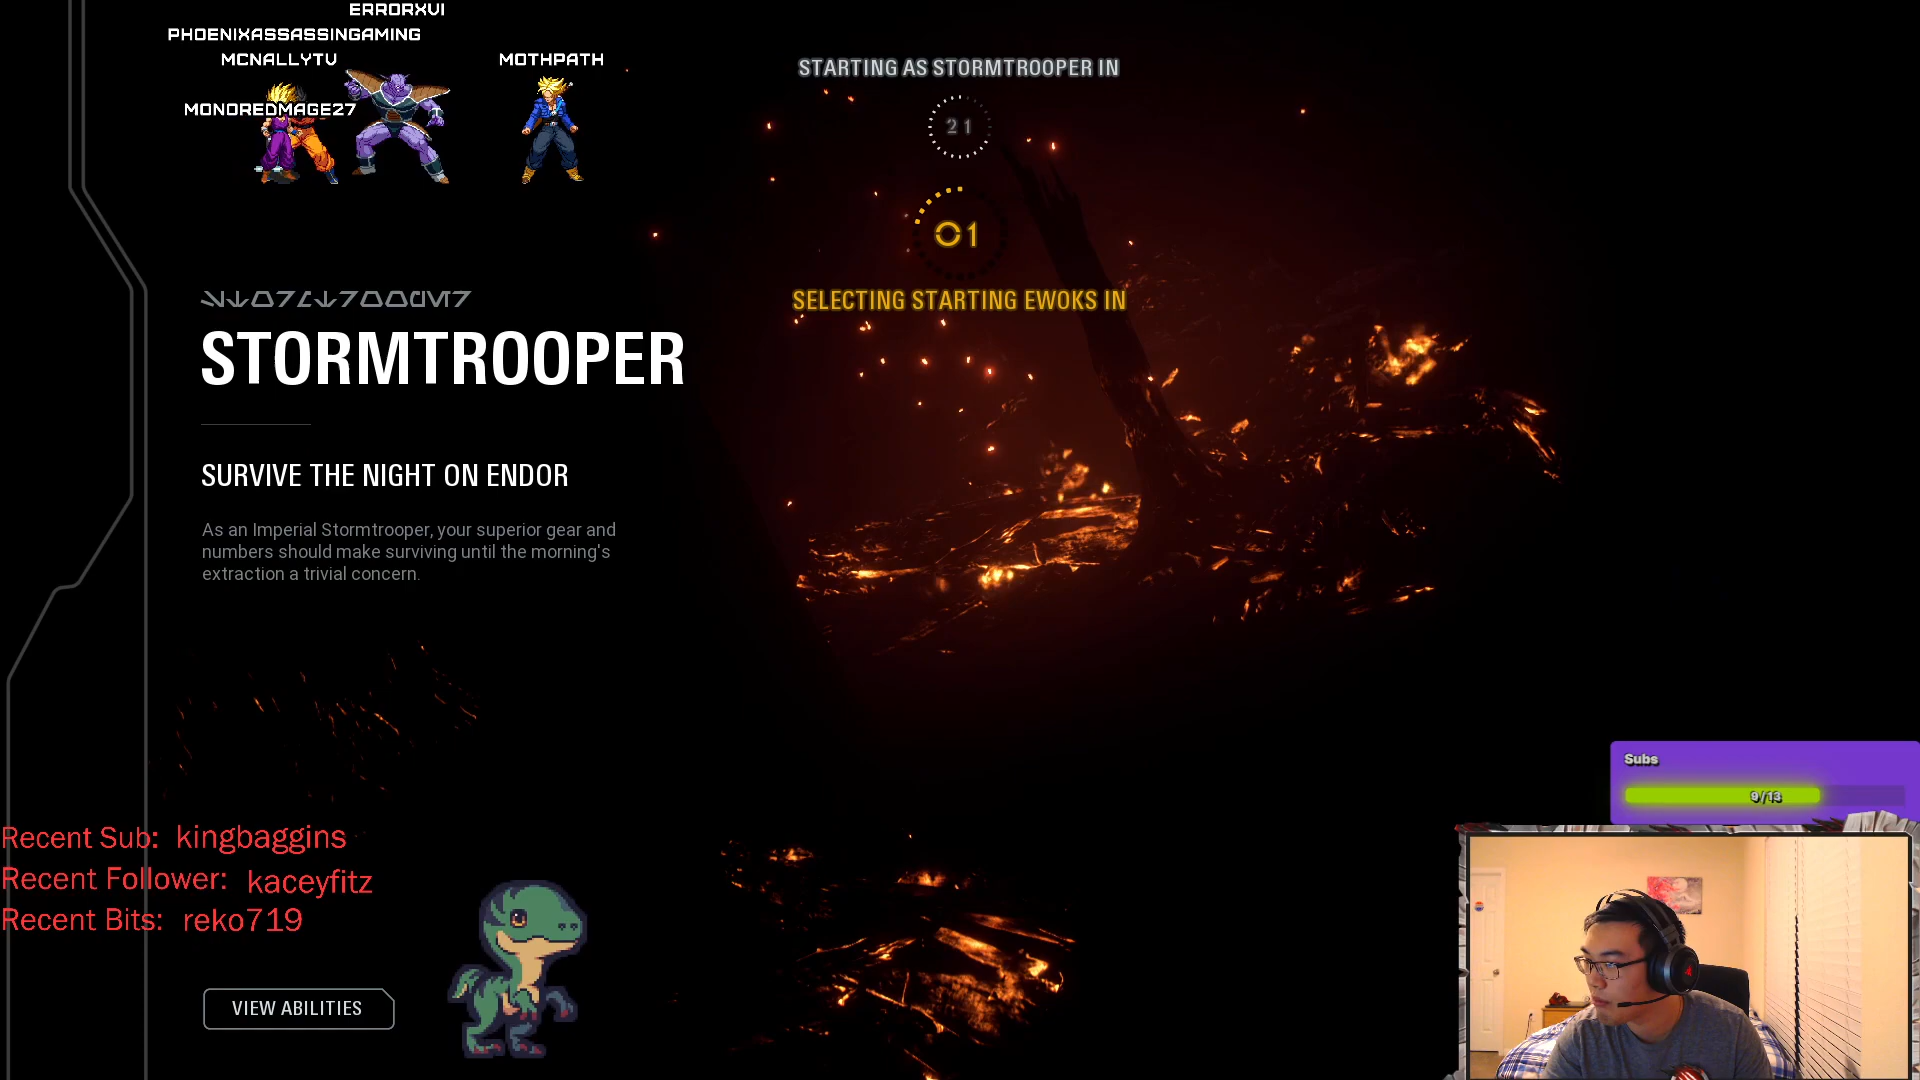 ERRORXVI
PHOENIXASSASSINGAMING
MCNALLYTV
MOTHPATH
MONOREDMAGE27
STARTING AS STORMTROOPER IN
21
01
SELECTING STARTING EWOKS IN
STORMTROOPER
SURVIVE THE NIGHT ON ENDOR
As an Imperial Stormtrooper, your superior gear and
numbers should make surviving until the morning's
extraction a trivial concern.
Subs
9/13
Recent Sub: kingbaggins
Recent Follower: kaceyfitz
Recent Bits: reko719
VIEW ABILITIES